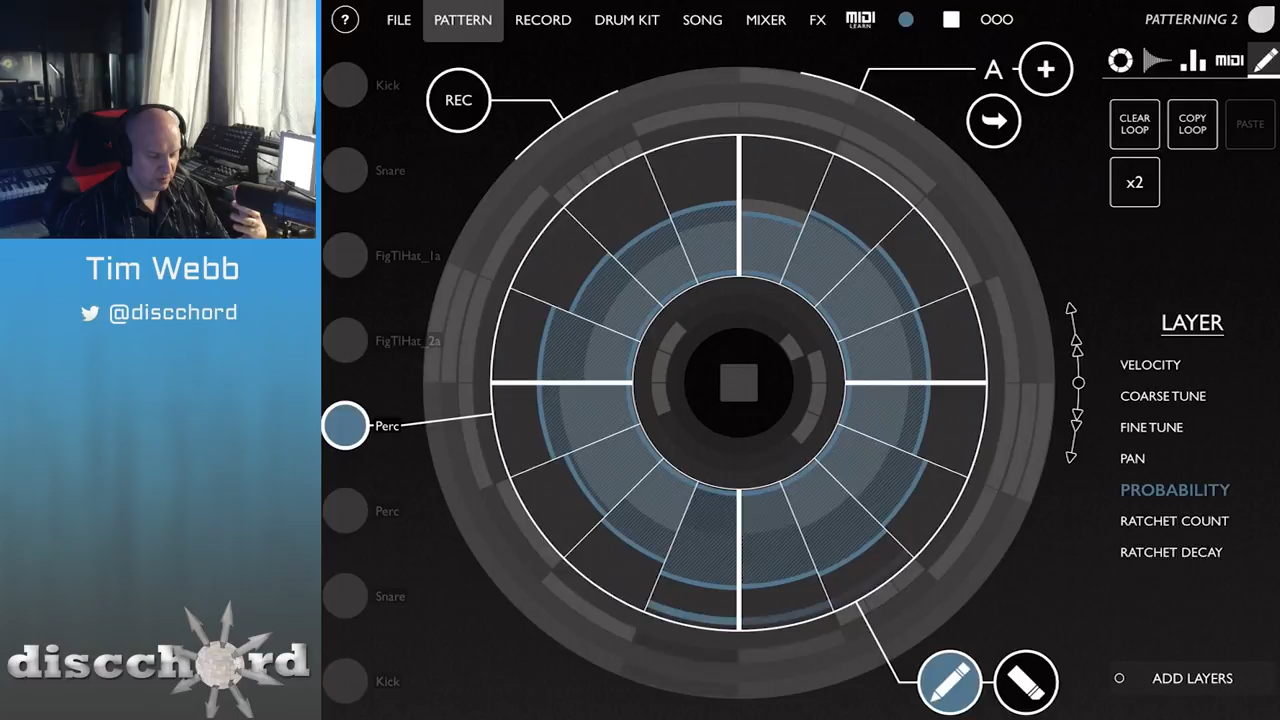 ?
FILE
PATTERN
RECORD
DRUM KIT
SONG
MIXER
FX
MIDI
LEARN
PATTERNING 2
MIDI
REC
A
+
CLEAR
LOOP
COPY
LOOP
PASTE
x2
Kick
Snare
FigTlHat_1a
FigTlHat_2a
Perc
Perc
Snare
Kick
LAYER
VELOCITY
COARSE TUNE
FINE TUNE
PAN
PROBABILITY
RATCHET COUNT
RATCHET DECAY
ADD LAYERS
Tim Webb
@discchord
discchord